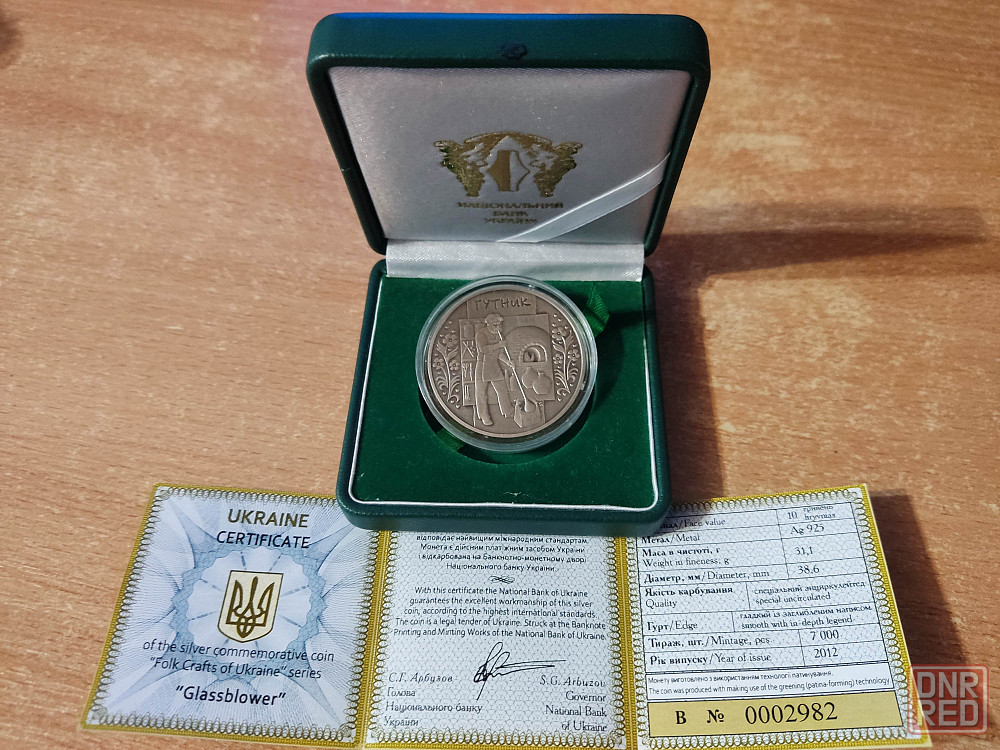 НАЦІОНАЛЬНИЙ
БАНК
УКРАЇНИ
ГУТНИК
UKRAINE
CERTIFICATE
of the silver commemorative coin
"Folk Crafts of Ukraine" series
"Glassblower"
відповідає найвищим міжнародним стандартам.
Монета є дійсним платіжним засобом України
і відкарбована на Банкнотно-монетному дворі
Національного банку України.
With this certificate the National Bank of Ukraine
guarantees the excellent workmanship of this silver
coin, according to the highest international standards.
The coin is legal tender of Ukraine. Struck at the Banknote
Printing and Minting Works of the National Bank of Ukraine.
С.Г. Арбузов S.G. Arbuzov
Голова Governor
Національного банку National Bank
України of Ukraine
/Face value 10 гривень
hryvnias
Метал/Metal Ag 925
Маса в чистоті, г
Weight in fineness, g 31,1
Діаметр, мм/Diameter, mm 38,6
Якість карбування спеціальний анциркулейтед
Quality special uncirculated
Гурт/Edge гладкий із заглибленим написом
smooth with in-depth legend
Тираж, шт./Mintage, pcs 7 000
Рік випуску/Year of issue 2012
Монету виготовлено з використанням технології патинування.
The coin was produced with making use of the greening (patina-forming) technology
В № 0002982
DNR
RED